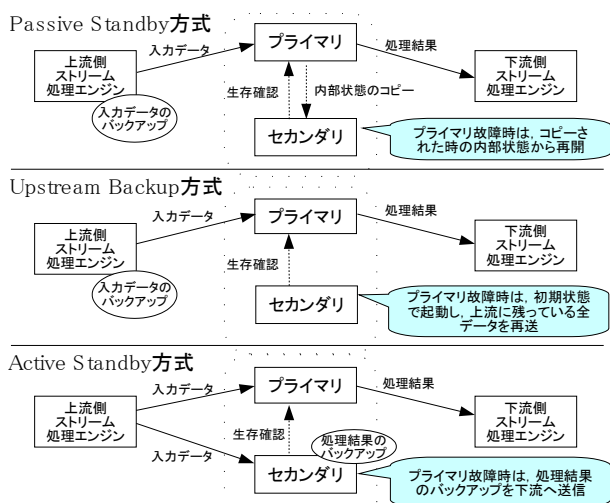 Passive Standby方式
入力データ
プライマリ
処理結果
上流側
ストリーム
処理エンジン
入力データの
バックアップ
生存確認
内部状態のコピー
下流側
ストリーム
処理エンジン
セカンダリ
プライマリ故障時は，コピー
された時の内部状態から再開
Upstream Backup方式
入力データ
プライマリ
処理結果
上流側
ストリーム
処理エンジン
入力データの
バックアップ
生存確認
下流側
ストリーム
処理エンジン
セカンダリ
プライマリ故障時は，初期状態
で起動し，上流に残っている全
データを再送
Active Standby方式
入力データ
プライマリ
処理結果
上流側
ストリーム
処理エンジン
入力データ
生存確認
処理結果の
バックアップ
下流側
ストリーム
処理エンジン
セカンダリ
プライマリ故障時は，処理結果
のバックアップを下流へ送信